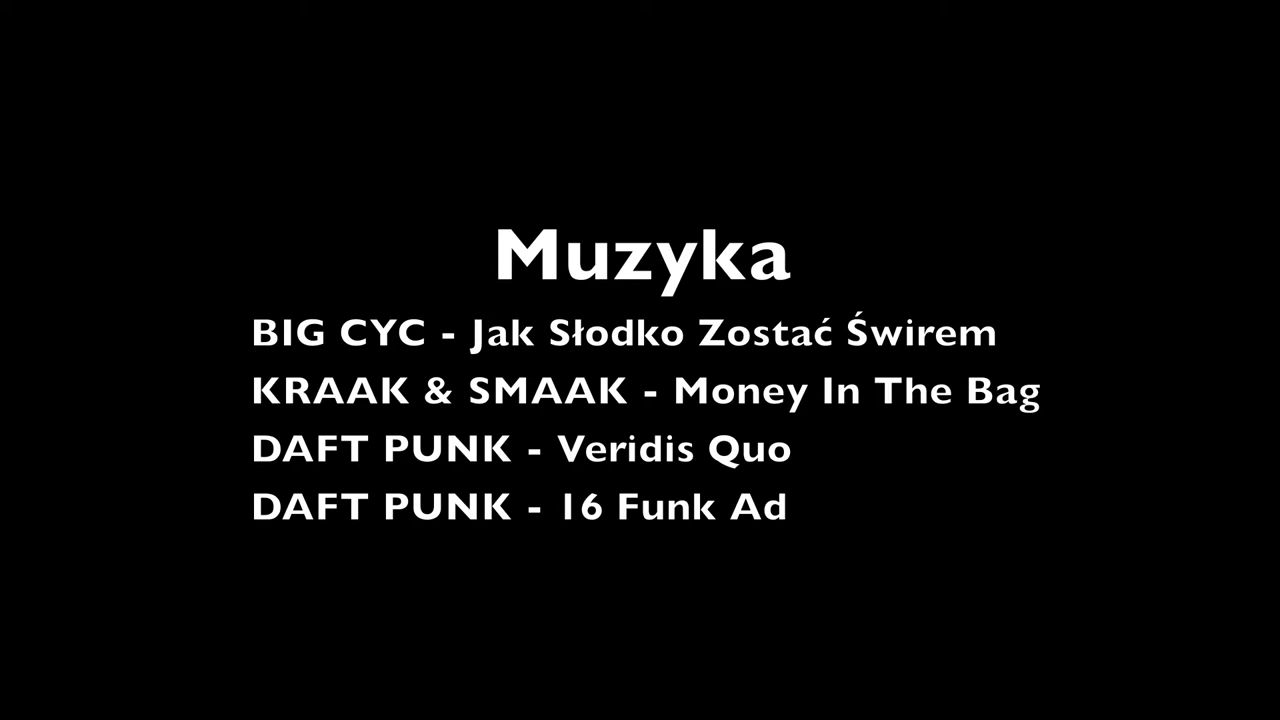 Muzyka
BIG CYC - Jak Słodko Zostać Świrem
KRAAK & SMAAK - Money In The Bag
DAFT PUNK - Veridis Quo
DAFT PUNK - 16 Funk Ad